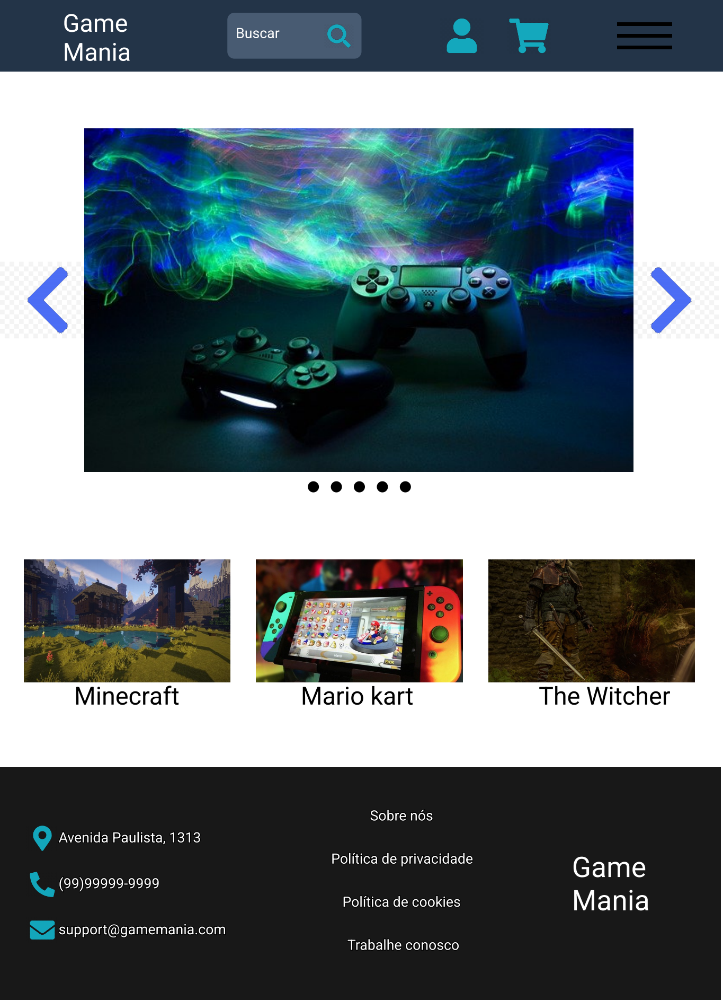 Game
Mania
Buscar
Minecraft
Mario kart
The Witcher
Avenida Paulista, 1313
(99)99999-9999
support@gamemania.com
Sobre nós
Política de privacidade
Política de cookies
Trabalhe conosco
Game
Mania